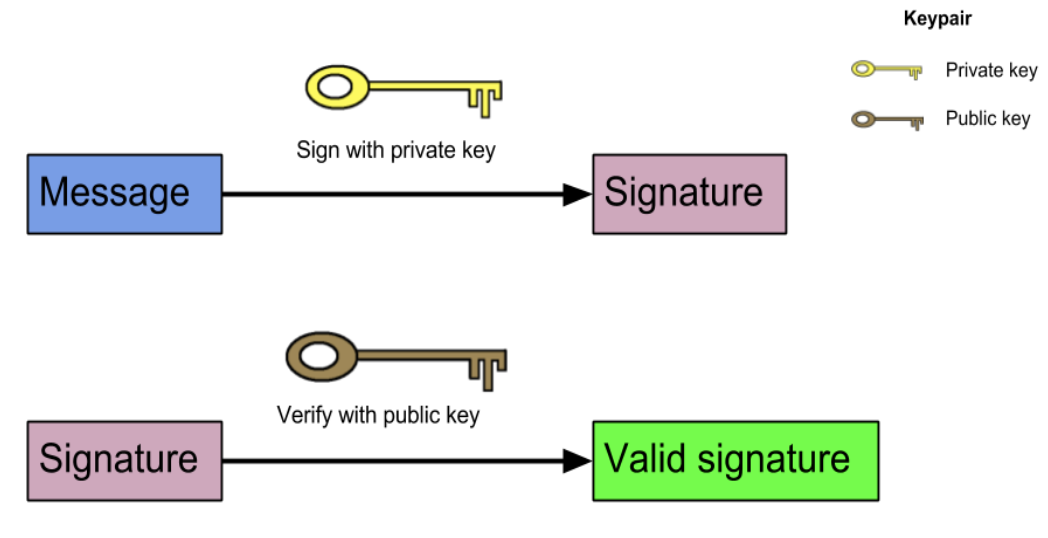 Keypair
Private key
Public key
Sign with private key
Message
Signature
Verify with public key
Signature
Valid signature